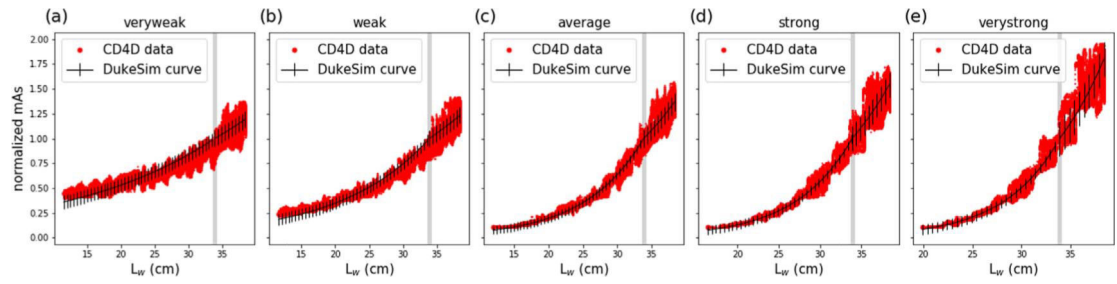 (a) veryweak (b) weak (c) average (d) strong (e) verystrong
2.00 1.75 1.50 1.25 1.00 0.75 0.50 0.25 0.00
normalized mAs
CD4D data
DukeSim curve
CD4D data
DukeSim curve
CD4D data
DukeSim curve
CD4D data
DukeSim curve
CD4D data
DukeSim curve
15 20 25 30 35 15 20 25 30 35 15 20 25 30 35 20 25 30 35 20 25 30 35
L_w (cm) L_w (cm) L_w (cm) L_w (cm) L_w (cm)